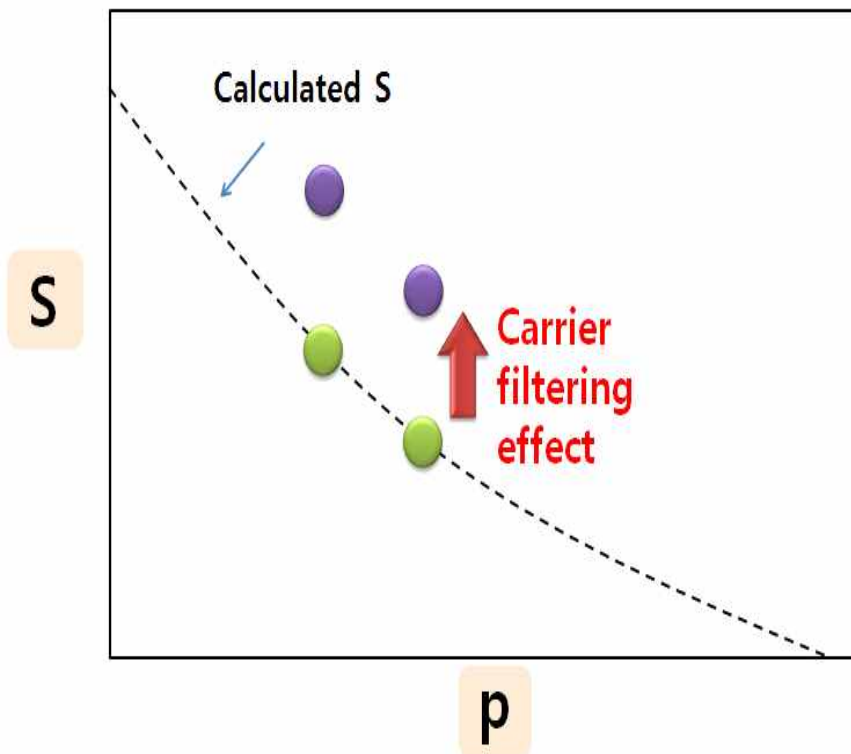 Calculated S
S
Carrier
filtering
effect
p